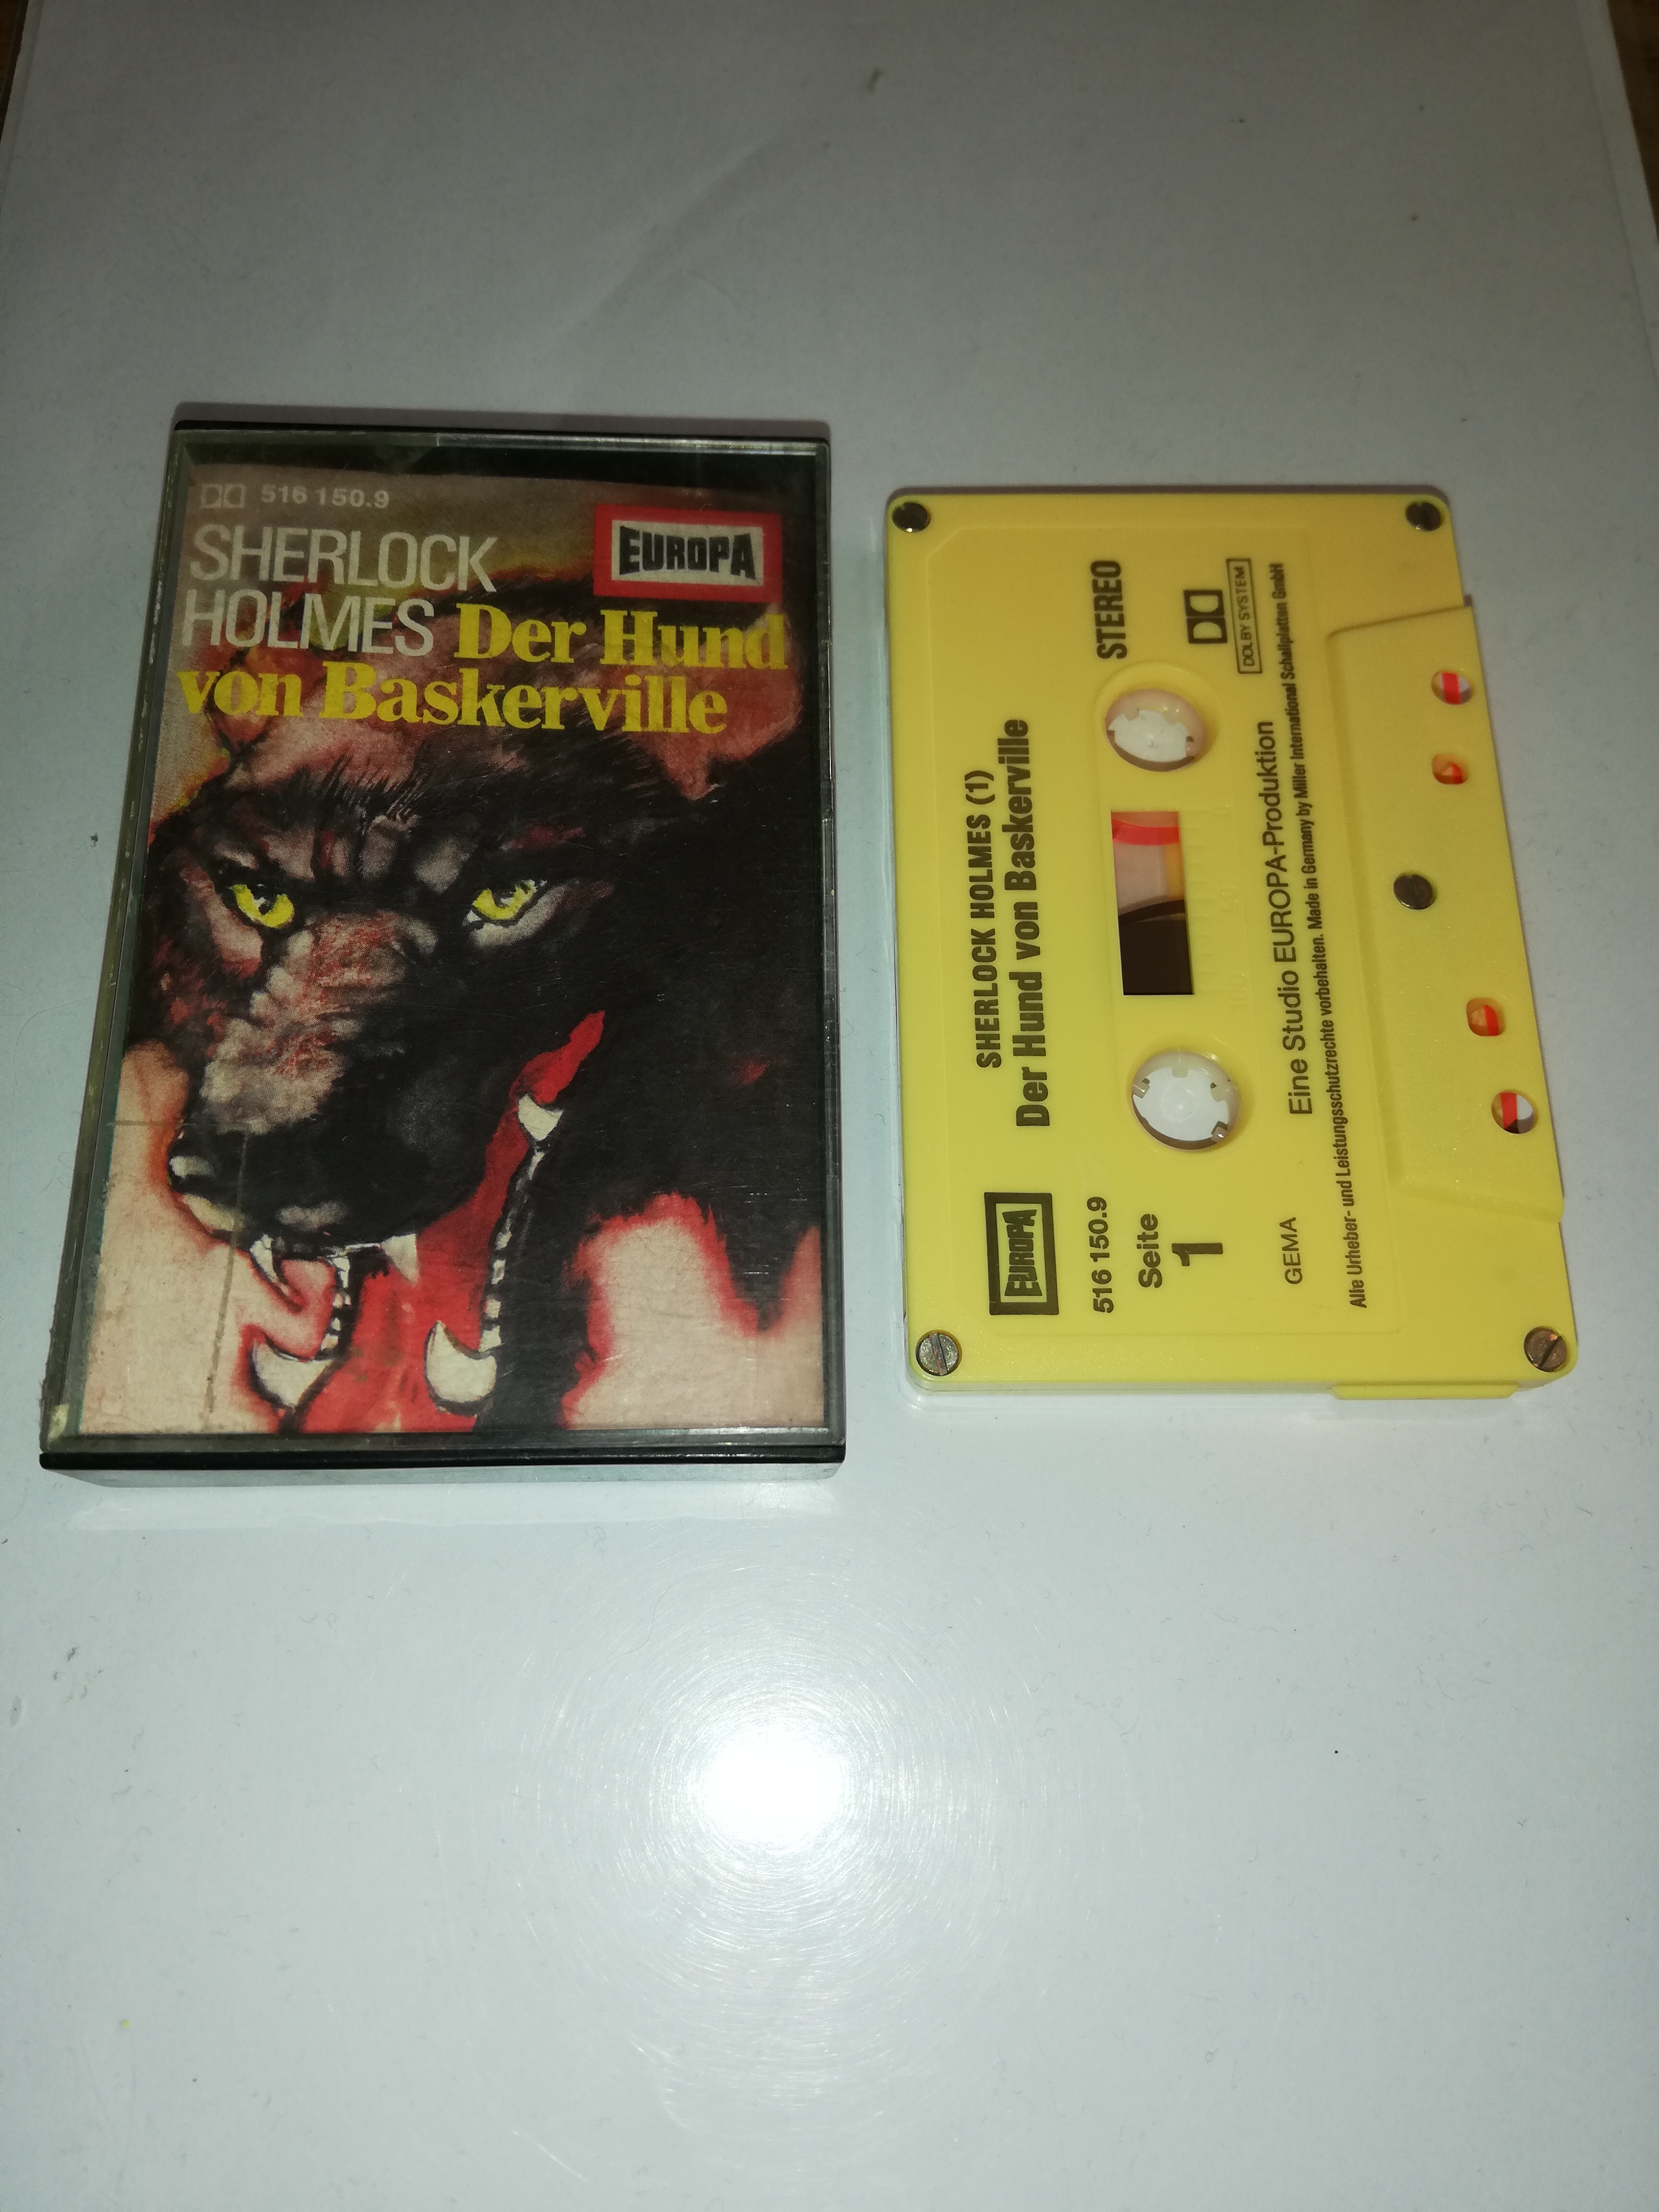 516 150.9
SHERLOCK
HOLMES Der Hund
von Baskerville
EUROPA
SHERLOCK HOLMES (1)
Der Hund von Baskerville
EUROPA
516 150.9
Seite
1
STEREO
DOLBY SYSTEM
GEMA
Eine Studio EUROPA-Produktion
Alle Urheber- und Leistungsschutzrechte vorbehalten. Made in Germany by Miller International Schallplatten GmbH